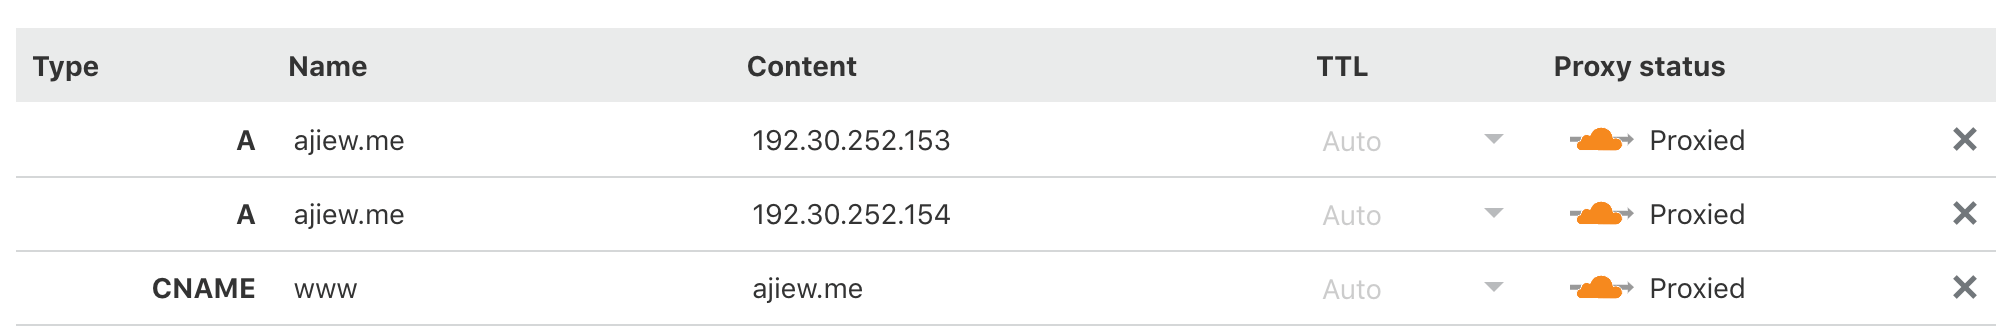 Type Name Content TTL Proxy status
A ajiew.me 192.30.252.153 Auto Proxied
A ajiew.me 192.30.252.154 Auto Proxied
CNAME www ajiew.me Auto Proxied